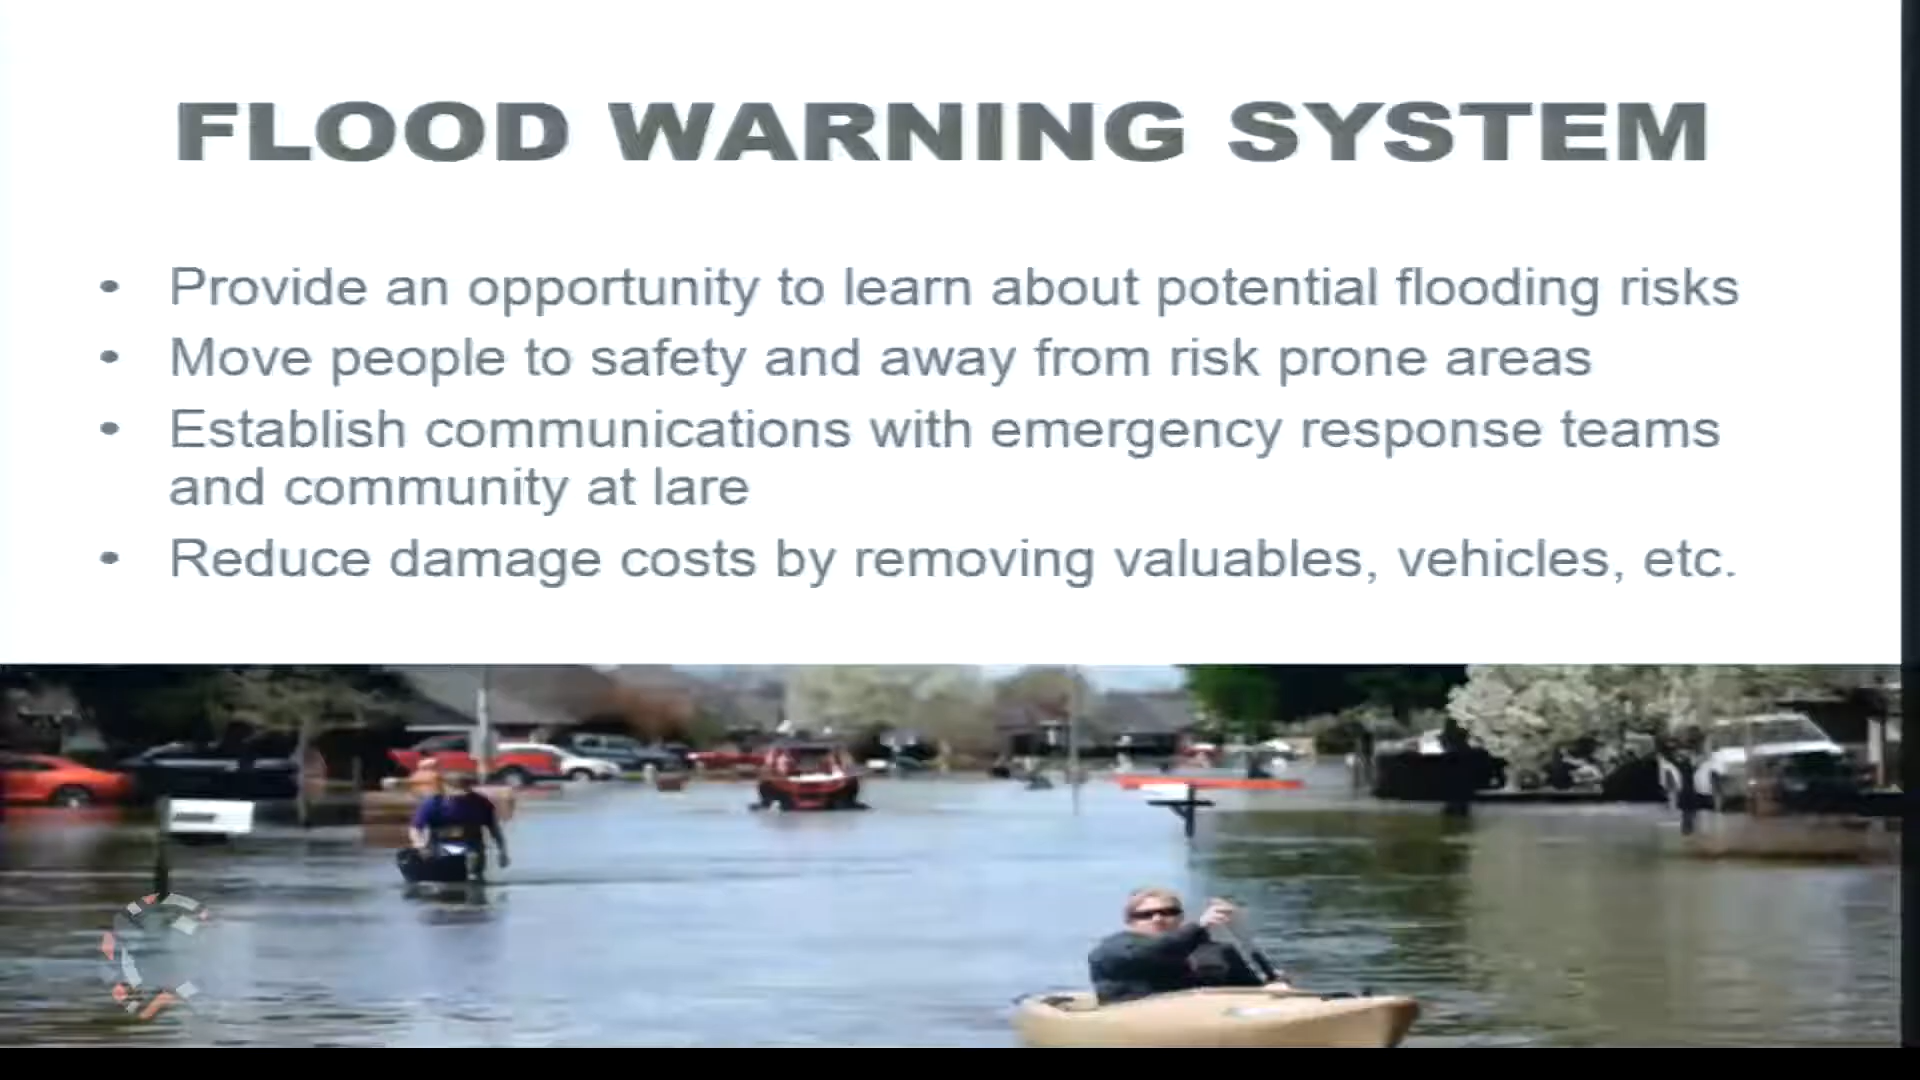 FLOOD WARNING SYSTEM
• Provide an opportunity to learn about potential flooding risks
• Move people to safety and away from risk prone areas
• Establish communications with emergency response teams
and community at lare
• Reduce damage costs by removing valuables, vehicles, etc.